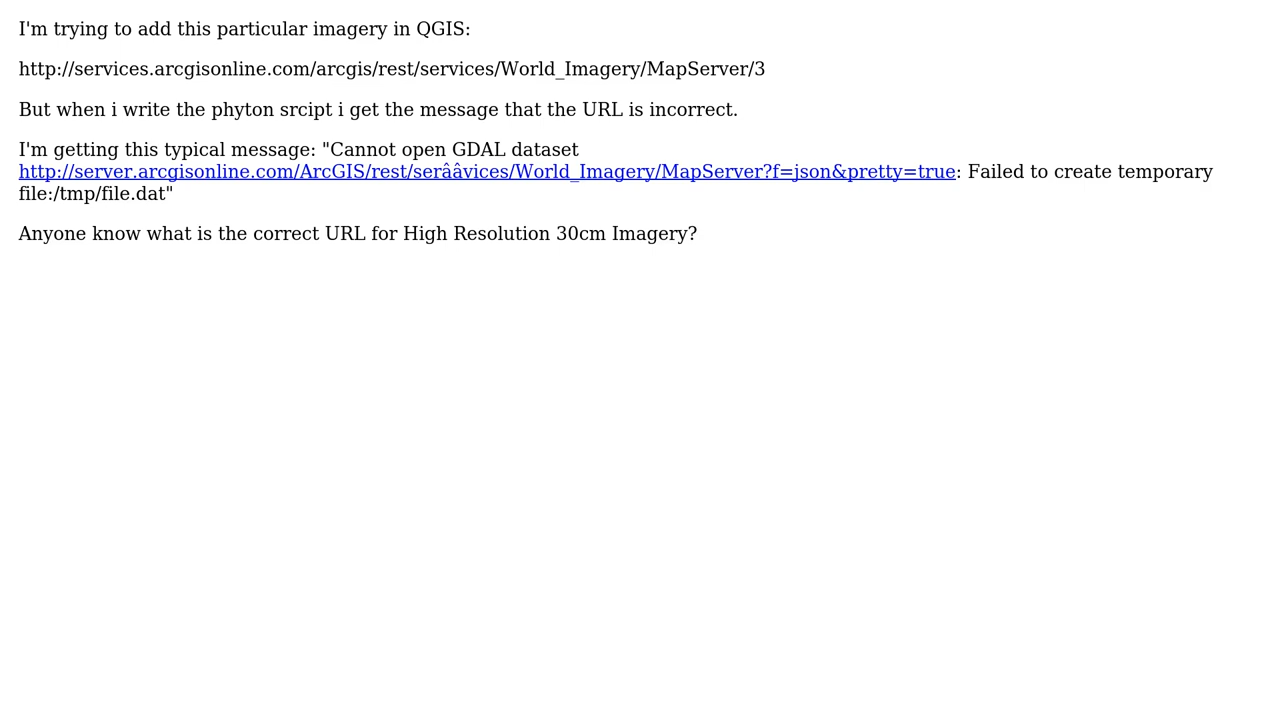 I'm trying to add this particular imagery in QGIS:
http://services.arcgisonline.com/arcgis/rest/services/World_Imagery/MapServer/3
But when i write the phyton srcipt i get the message that the URL is incorrect.
I'm getting this typical message: "Cannot open GDAL dataset
http://server.arcgisonline.com/ArcGIS/rest/serââvices/World_Imagery/MapServer?f=json&pretty=true: Failed to create temporary
file:/tmp/file.dat"
Anyone know what is the correct URL for High Resolution 30cm Imagery?